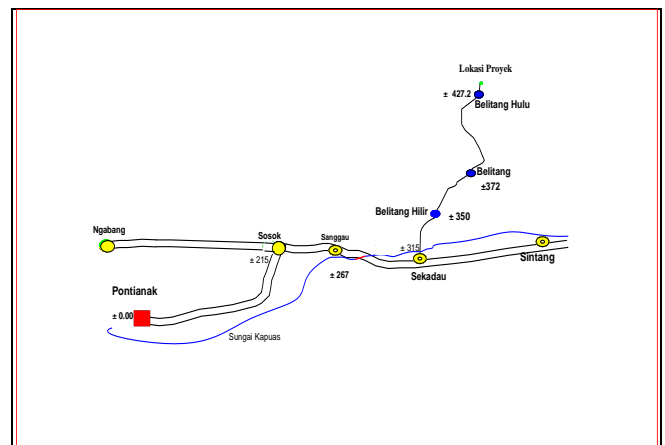 Lokasi Proyek
± 427.2
Belitang Hulu
Belitang
±372
Belitang Hilir
± 350
Ngabang
Sosok
Sanggau
± 215
± 315
± 267
Sekadau
Sintang
Pontianak
± 0.00
Sungai Kapuas